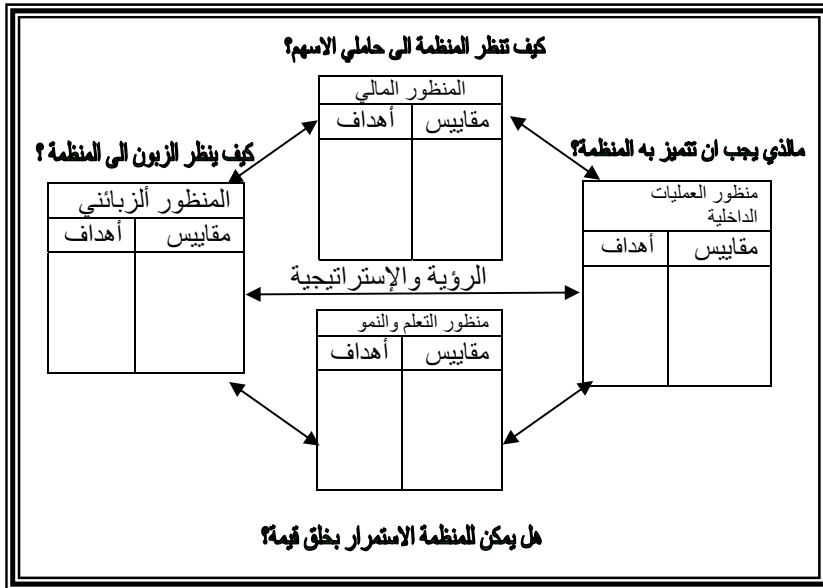 كيف تنظر المنظمة الى حاملي الاسهم؟
المنظور المالي
مقاييس أهداف
مالذي يجب ان تتميز به المنظمة؟
كيف ينظر الزبون الى المنظمة ؟
منظور العمليات
الداخلية
مقاييس أهداف
المنظور ألزبائني
مقاييس أهداف
الرؤية والإستراتيجية
منظور التعلم والنمو
مقاييس أهداف
هل يمكن للمنظمة الاستمرار بخلق قيمة؟